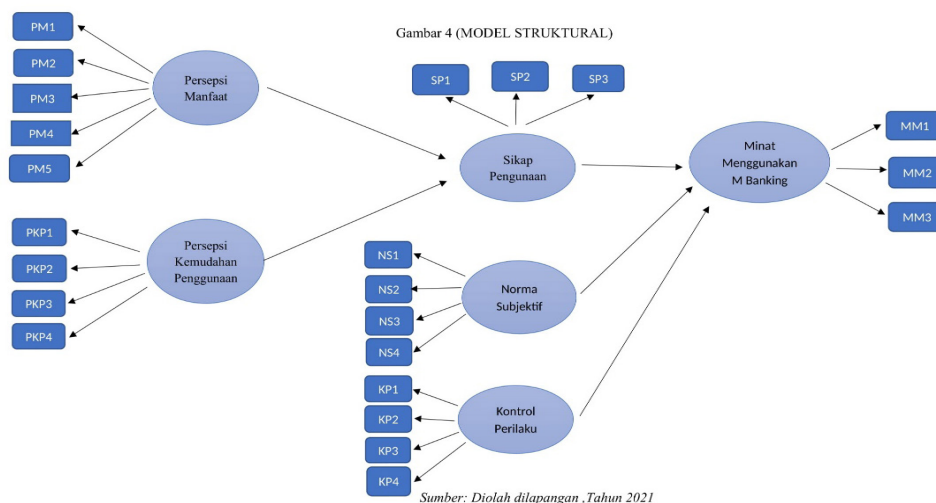 Gambar 4 (MODEL STRUKTURAL)
PM1
PM2
PM3
PM4
PM5
Persepsi
Manfaat
SP1
SP2
SP3
Sikap
Pengunaan
Minat
Menggunakan
M Banking
MM1
MM2
MM3
PKP1
PKP2
PKP3
PKP4
Persepsi
Kemudahan
Penggunaan
NS1
NS2
NS3
NS4
Norma
Subjektif
KP1
KP2
KP3
KP4
Kontrol
Perilaku
Sumber: Diolah dilapangan ,Tahun 2021